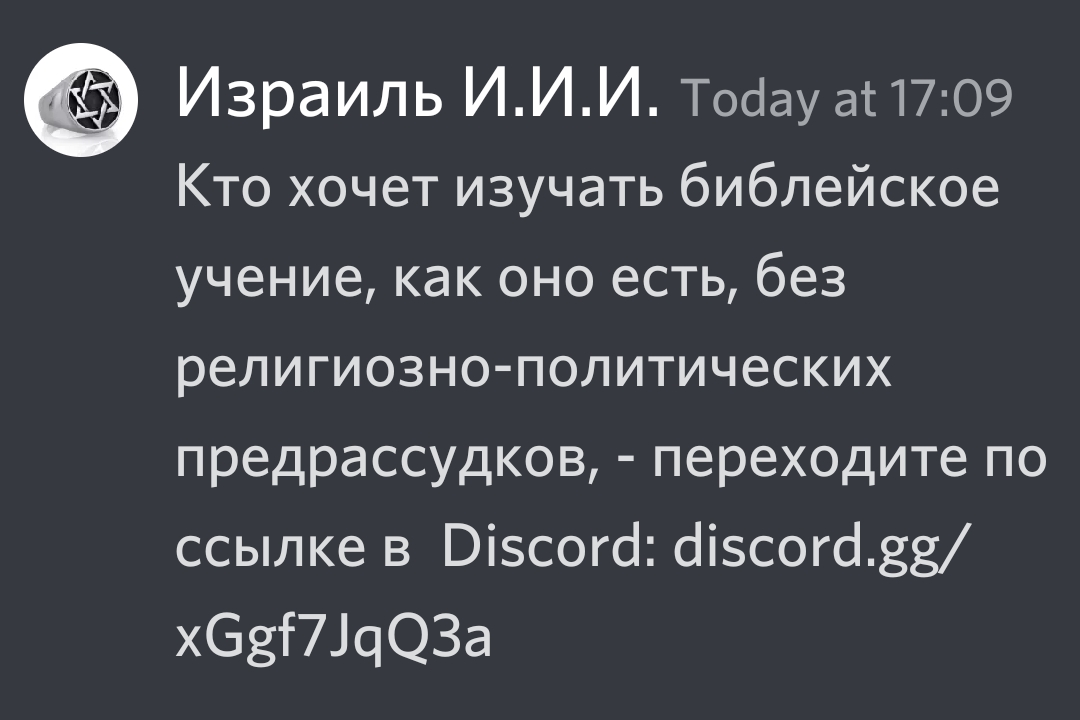 Израиль И.И.И. Today at 17:09
Кто хочет изучать библейское
учение, как оно есть, без
религиозно-политических
предрассудков, - переходите по
ссылке в  Discord: discord.gg/
xGgf7JqQ3a